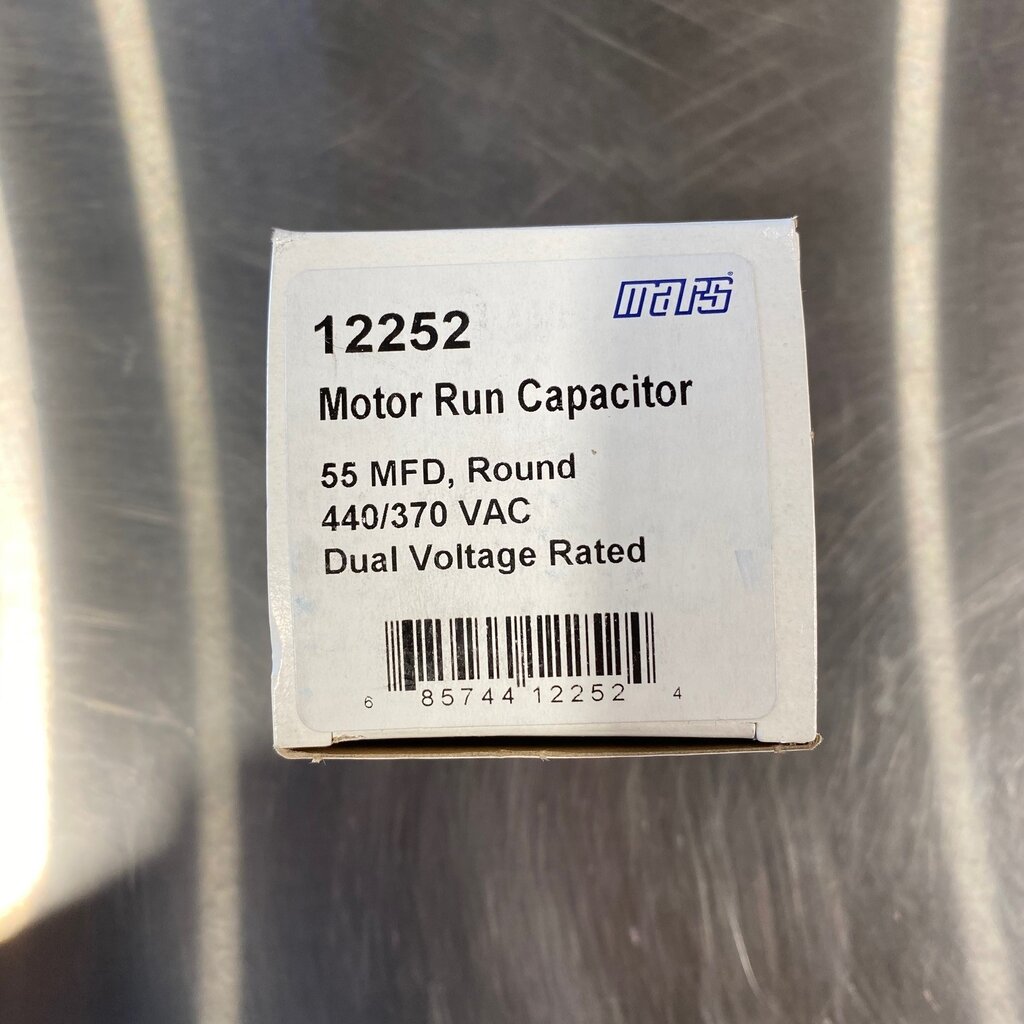 mars®
12252
Motor Run Capacitor
55 MFD, Round
440/370 VAC
Dual Voltage Rated
6 85744 12252 4